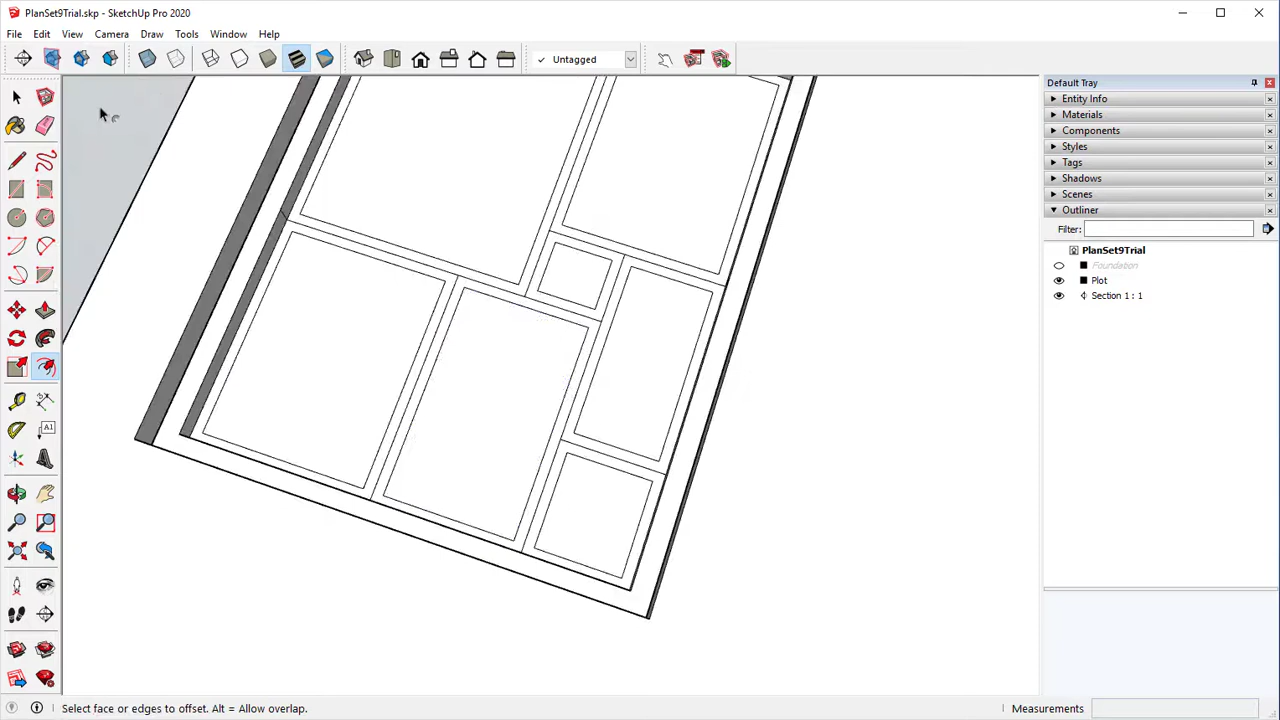 PlanSet9Trial.skp - SketchUp Pro 2020
File Edit View Camera Draw Tools Window Help
✓ Untagged
Default Tray
Entity Info
Materials
Components
Styles
Tags
Shadows
Scenes
Outliner
Filter:
PlanSet9Trial
Foundation
Plot
Section 1 : 1
A1
Select face or edges to offset. Alt = Allow overlap.
Measurements